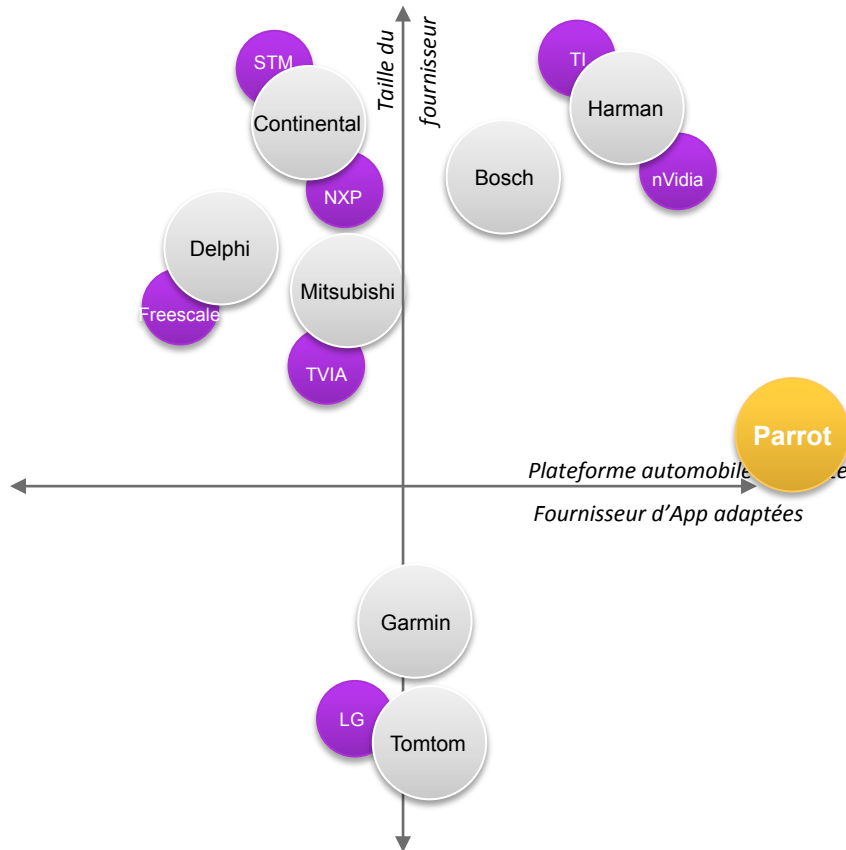 Taille du
fournisseur
STM
Continental
NXP
TI
Harman
nVidia
Bosch
Delphi
Freescale
Mitsubishi
TVIA
Parrot
Plateforme automobile
Fournisseur d’App adaptées
Garmin
LG
Tomtom